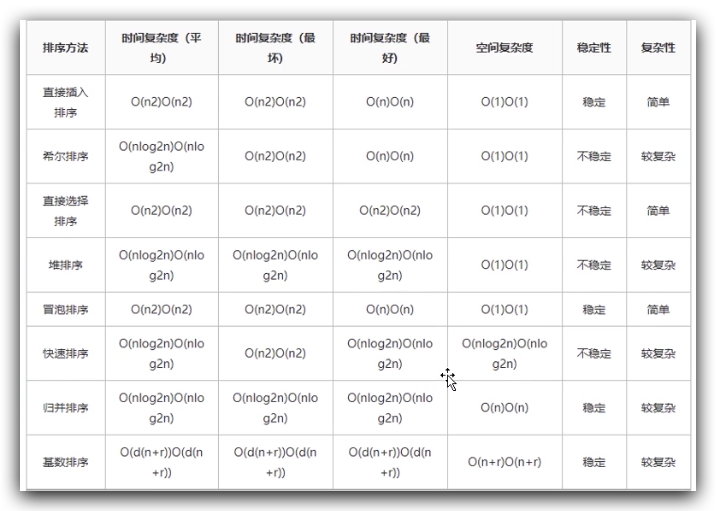 排序方法 时间复杂度（平均） 时间复杂度（最坏） 时间复杂度（最好） 空间复杂度 稳定性 复杂性
直接插入排序 O(n2)O(n2) O(n2)O(n2) O(n)O(n) O(1)O(1) 稳定 简单
希尔排序 O(nlog2n)O(nlog2n) O(n2)O(n2) O(n)O(n) O(1)O(1) 不稳定 较复杂
直接选择排序 O(n2)O(n2) O(n2)O(n2) O(n2)O(n2) O(1)O(1) 不稳定 简单
堆排序 O(nlog2n)O(nlog2n) O(nlog2n)O(nlog2n) O(nlog2n)O(nlog2n) O(1)O(1) 不稳定 较复杂
冒泡排序 O(n2)O(n2) O(n2)O(n2) O(n)O(n) O(1)O(1) 稳定 简单
快速排序 O(nlog2n)O(nlog2n) O(n2)O(n2) O(nlog2n)O(nlog2n) O(nlog2n)O(nlog2n) 不稳定 较复杂
归并排序 O(nlog2n)O(nlog2n) O(nlog2n)O(nlog2n) O(nlog2n)O(nlog2n) O(n)O(n) 稳定 较复杂
基数排序 O(d(n+r))O(d(n+r)) O(d(n+r))O(d(n+r)) O(d(n+r))O(d(n+r)) O(n+r)O(n+r) 稳定 较复杂